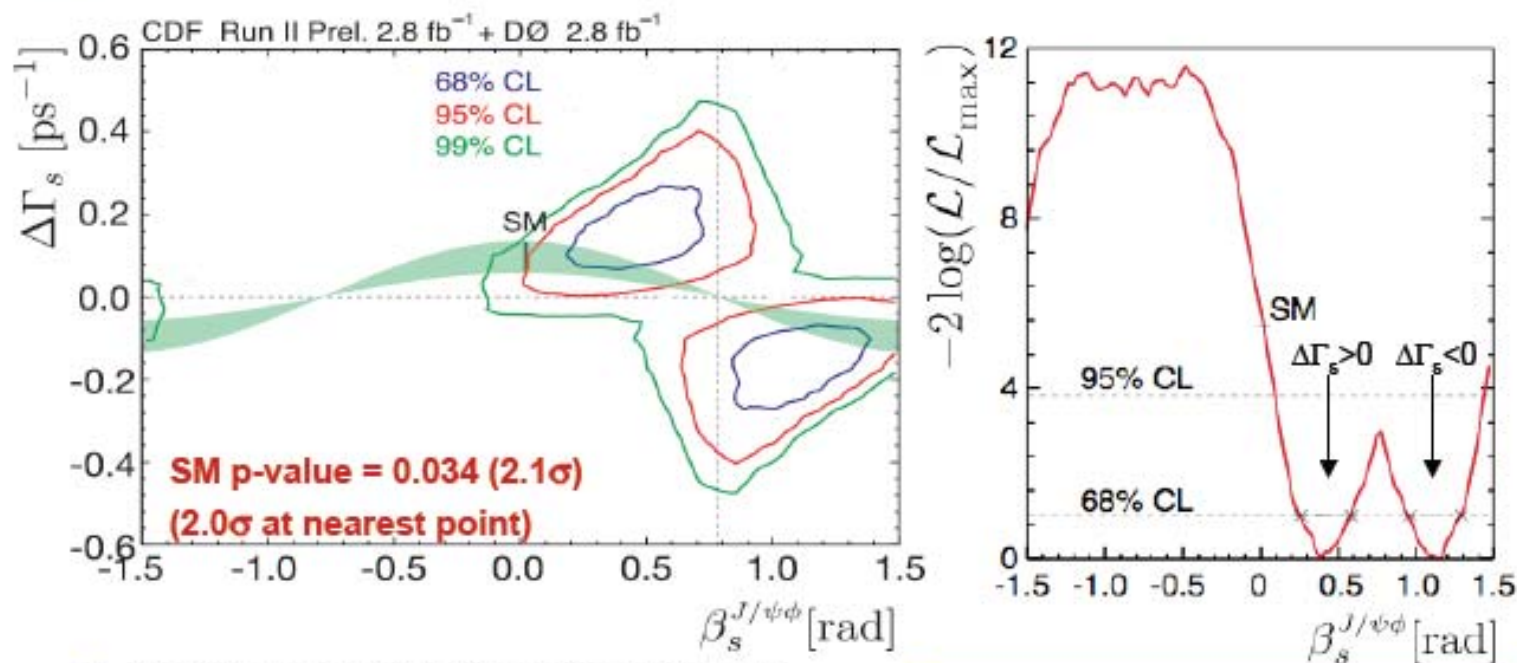 CDF Run II Prel. 2.8 fb⁻¹ + DØ 2.8 fb⁻¹
ΔΓₛ [ps⁻¹]
0.6
0.4
0.2
0.0
-0.2
-0.4
-0.6
68% CL
95% CL
99% CL
SM
SM p-value = 0.034 (2.1σ)
(2.0σ at nearest point)
-1.5 -1.0 -0.5 0.0 0.5 1.0 1.5
βₛ^{J/ψϕ} [rad]
−2 log(ℒ/ℒₘₐₓ)
12
8
4
0
SM
ΔΓₛ>0 ΔΓₛ<0
95% CL
68% CL
-1.5 -1.0 -0.5 0 0.5 1.0 1.5
βₛ^{J/ψϕ} [rad]